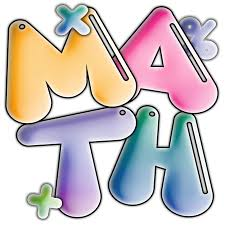 × MA %
+ TH